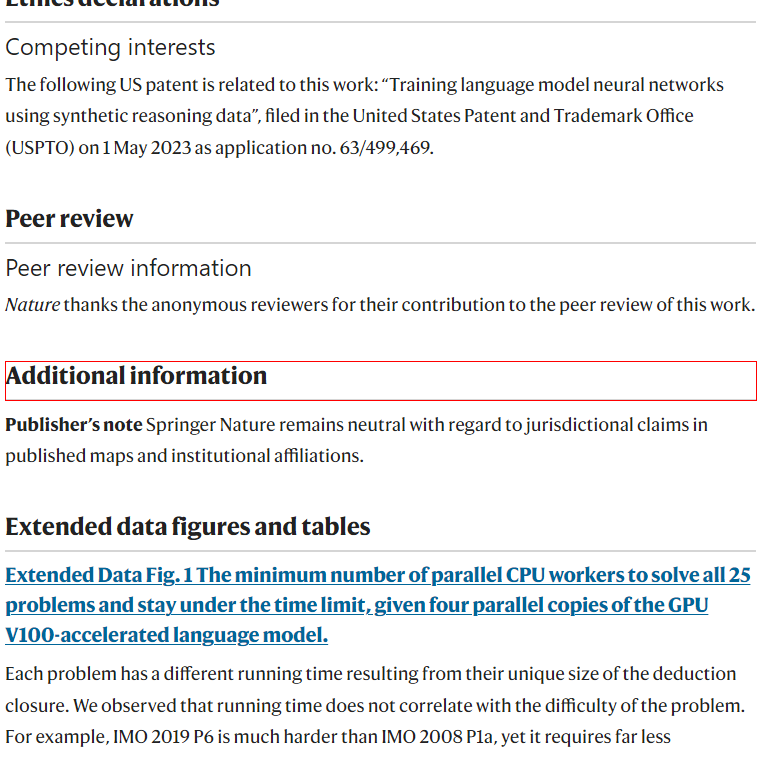 Ethics declarations
Competing interests
The following US patent is related to this work: “Training language model neural networks
using synthetic reasoning data”, filed in the United States Patent and Trademark Office
(USPTO) on 1 May 2023 as application no. 63/499,469.
Peer review
Peer review information
Nature thanks the anonymous reviewers for their contribution to the peer review of this work.
Additional information
Publisher’s note Springer Nature remains neutral with regard to jurisdictional claims in
published maps and institutional affiliations.
Extended data figures and tables
Extended Data Fig. 1 The minimum number of parallel CPU workers to solve all 25
problems and stay under the time limit, given four parallel copies of the GPU
V100-accelerated language model.
Each problem has a different running time resulting from their unique size of the deduction
closure. We observed that running time does not correlate with the difficulty of the problem.
For example, IMO 2019 P6 is much harder than IMO 2008 P1a, yet it requires far less